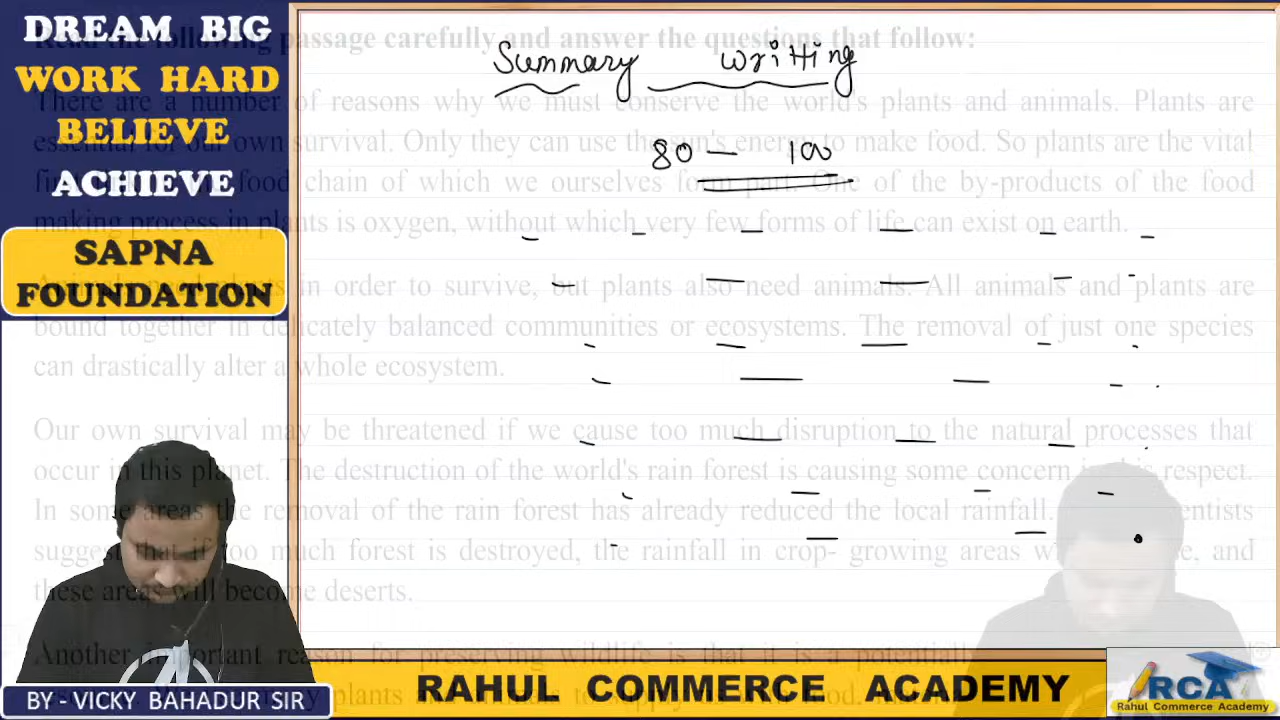 DREAM BIG
WORK HARD
BELIEVE
ACHIEVE
SAPNA
FOUNDATION
Read the following passage carefully and answer the questions that follow:
Summary writing
There are a number of reasons why we must conserve the world's plants and animals. Plants are
80 - 100
essential for our own survival. Only they can use the sun's energy to make food. So plants are the vital
food chain of which we ourselves form part. One of the by-products of the food
making process in plants is oxygen, without which very few forms of life can exist on earth.
in order to survive, but plants also need animals. All animals and plants are
bound together in delicately balanced communities or ecosystems. The removal of just one species
can drastically alter a whole ecosystem.
Our own survival may be threatened if we cause too much disruption to the natural processes that
occur in this planet. The destruction of the world's rain forest is causing some concern in this respect.
In some areas the removal of the rain forest has already reduced the local rainfall. scientists
suggest that if too much forest is destroyed, the rainfall in crop- growing areas and
these areas will become deserts.
Another important reason for preserving wildlife is that it is a potentially
plants and animals to supply us with food.
BY - VICKY BAHADUR SIR
RAHUL COMMERCE ACADEMY
RCA
Rahul Commerce Academy